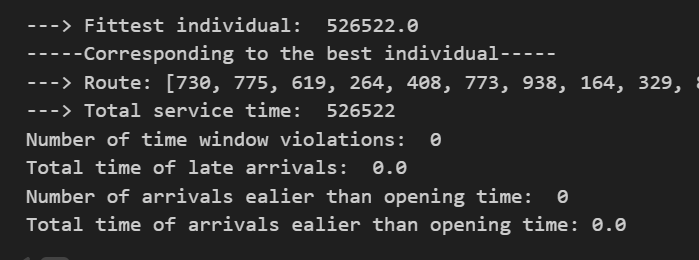 ---> Fittest individual:  526522.0
-----Corresponding to the best individual-----
---> Route: [730, 775, 619, 264, 408, 773, 938, 164, 329,
---> Total service time:  526522
Number of time window violations:  0
Total time of late arrivals:  0.0
Number of arrivals ealier than opening time:  0
Total time of arrivals ealier than opening time: 0.0